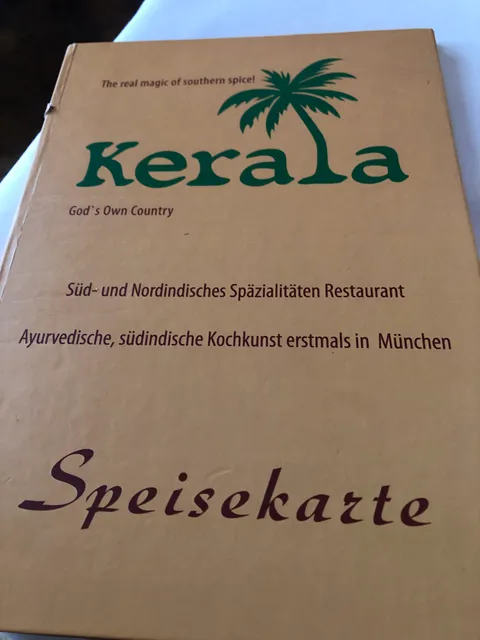 The real magic of southern spice!
Kerala
God`s Own Country
Süd- und Nordindisches Späzialitäten Restaurant
Ayurvedische, südindische Kochkunst erstmals in München
Speisekarte